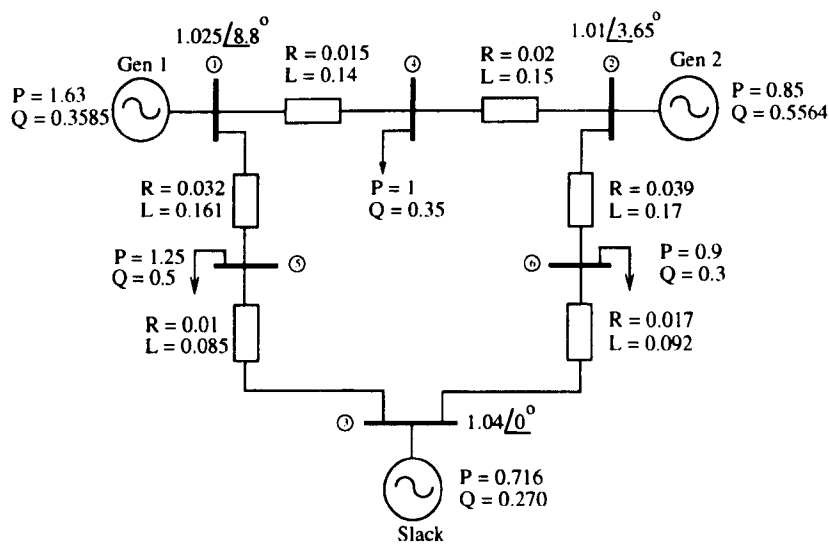 1.025/8.8°
1.01/3.65°
Gen 1
①
R = 0.015
L = 0.14
④
R = 0.02
L = 0.15
②
Gen 2
P = 1.63
Q = 0.3585
P = 0.85
Q = 0.5564
R = 0.032
L = 0.161
P = 1
Q = 0.35
R = 0.039
L = 0.17
P = 1.25
Q = 0.5
⑤
⑥
P = 0.9
Q = 0.3
R = 0.01
L = 0.085
R = 0.017
L = 0.092
③
1.04/0°
P = 0.716
Q = 0.270
Slack